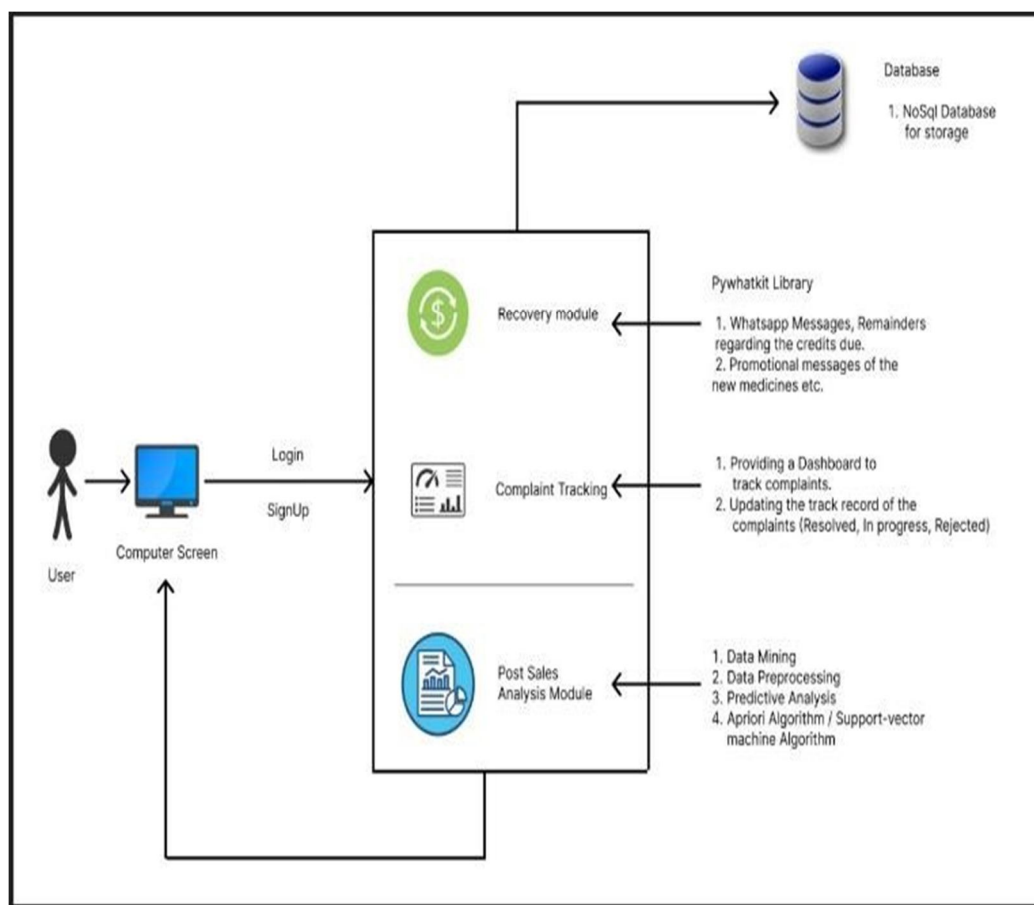 Database
1. NoSql Database
for storage
Recovery module
Pywhatkit Library
1. Whatsapp Messages, Remainders
regarding the credits due.
2. Promotional messages of the
new medicines etc.
User
Computer Screen
Login
SignUp
Complaint Tracking
1. Providing a Dashboard to
track complaints.
2. Updating the track record of the
complaints (Resolved, In progress, Rejected)
Post Sales
Analysis Module
1. Data Mining
2. Data Preprocessing
3. Predictive Analysis
4. Apriori Algorithm / Support-vector
machine Algorithm